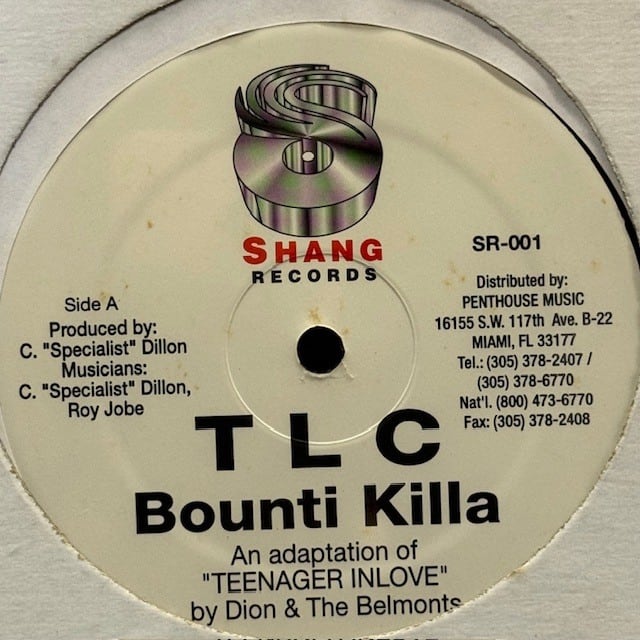 SHANG
RECORDS
SR-001
Side A
Produced by:
C. "Specialist" Dillon
Musicians:
C. "Specialist" Dillon,
Roy Jobe
Distributed by:
PENTHOUSE MUSIC
16155 S.W. 117th Ave. B-22
MIAMI, FL 33177
Tel.: (305) 378-2407 /
(305) 378-6770
Nat'l. (800) 473-6770
Fax: (305) 378-2408
T L C
Bounti Killa
An adaptation of
"TEENAGER INLOVE"
by Dion & The Belmonts